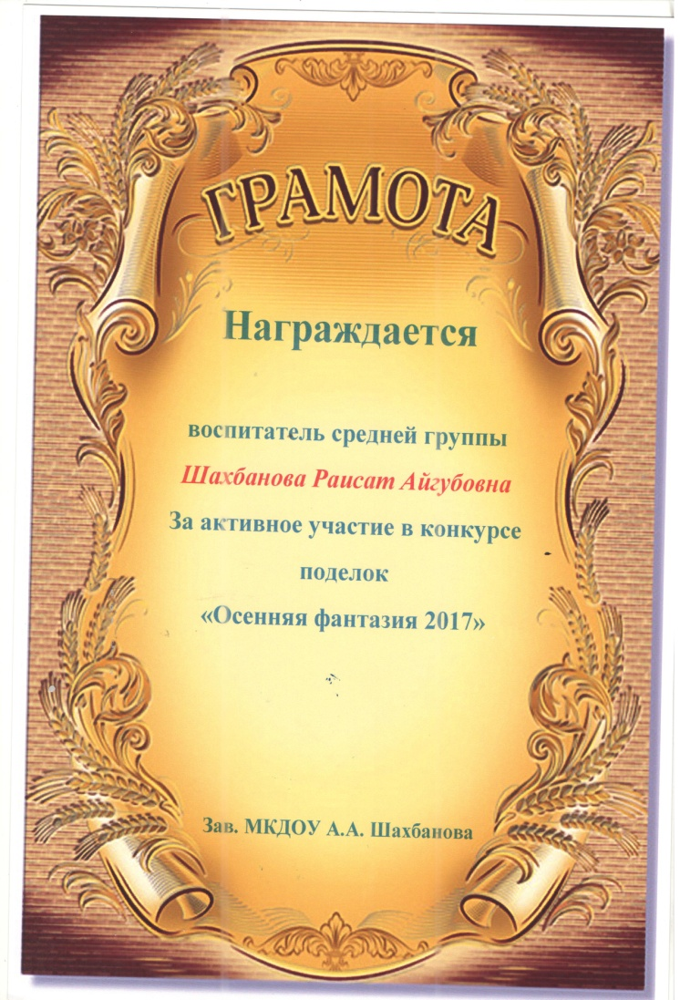 ГРАМОТА
Награждается
воспитатель средней группы
Шахбанова Раисат Айгубовна
За активное участие в конкурсе
поделок
«Осенняя фантазия 2017»
Зав. МКДОУ А.А. Шахбанова